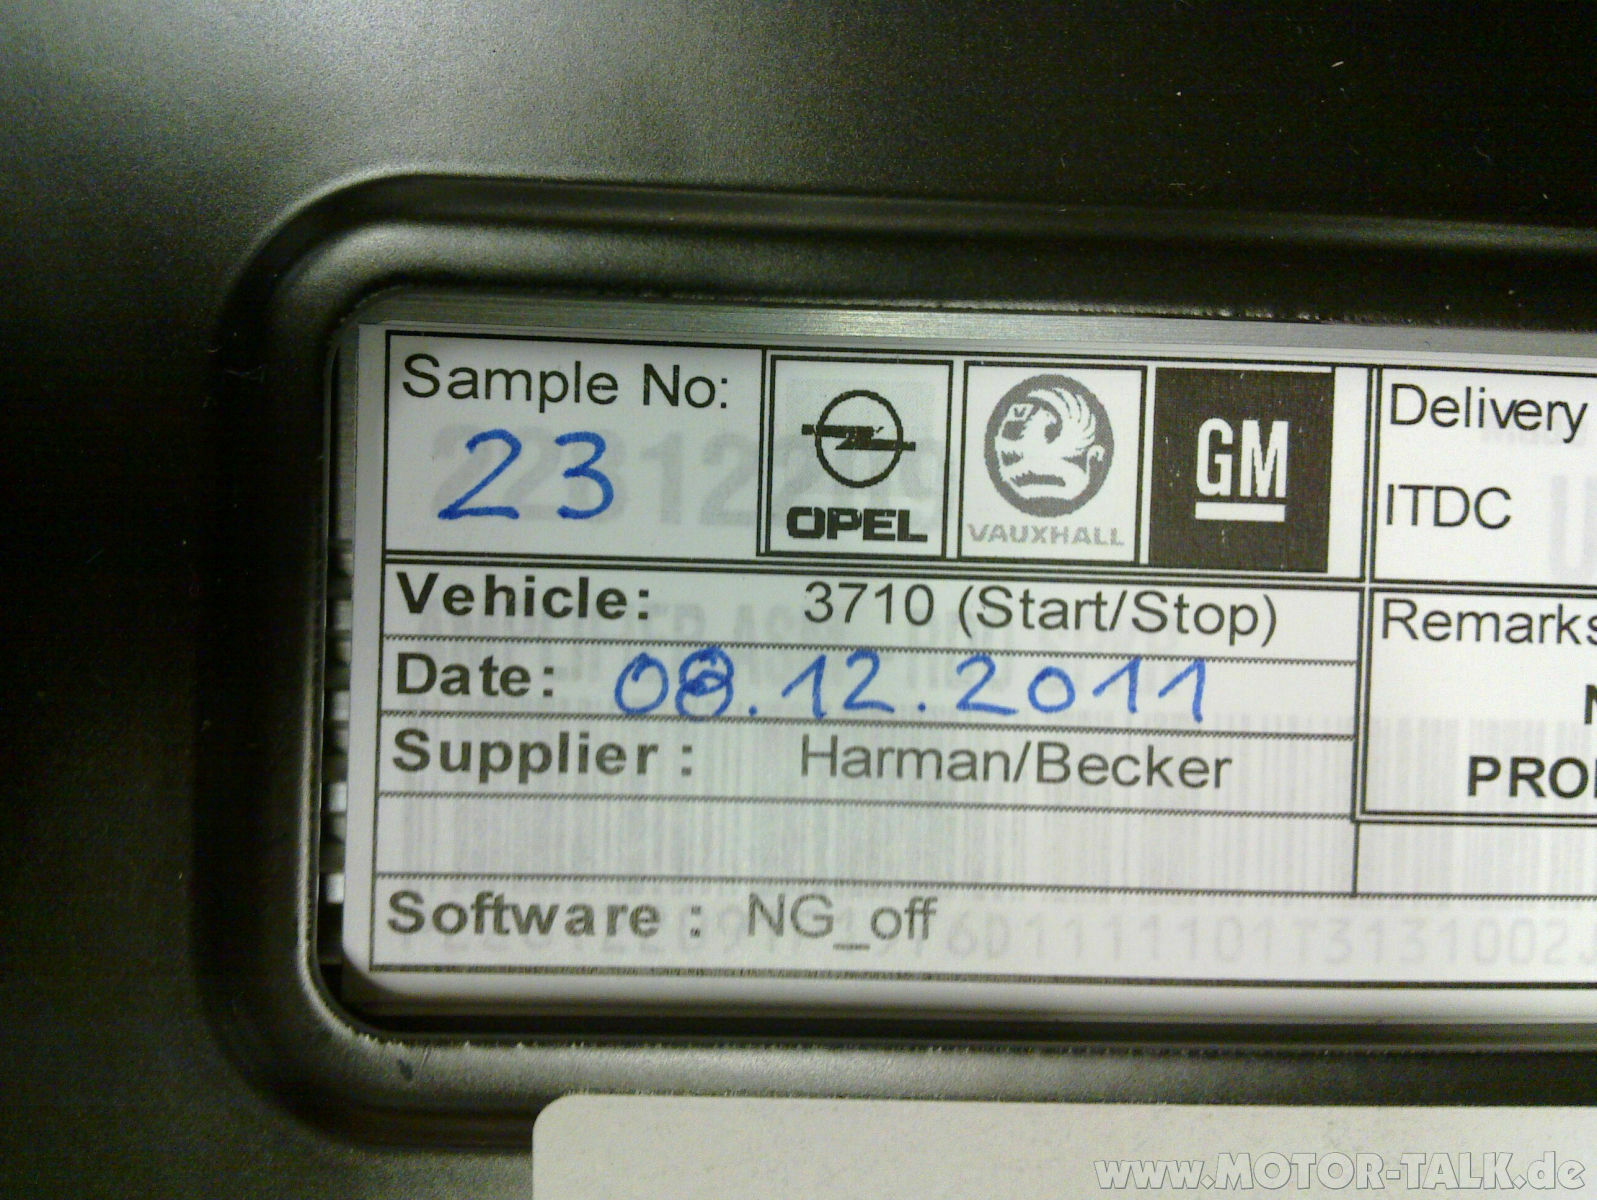 Sample No:
23
OPEL
VAUXHALL
GM
Delivery
ITDC
Vehicle: 3710 (Start/Stop)
Date: 08.12.2011
Supplier : Harman/Becker
Remarks
Software : NG_off
www.MOTOR-TALK.de